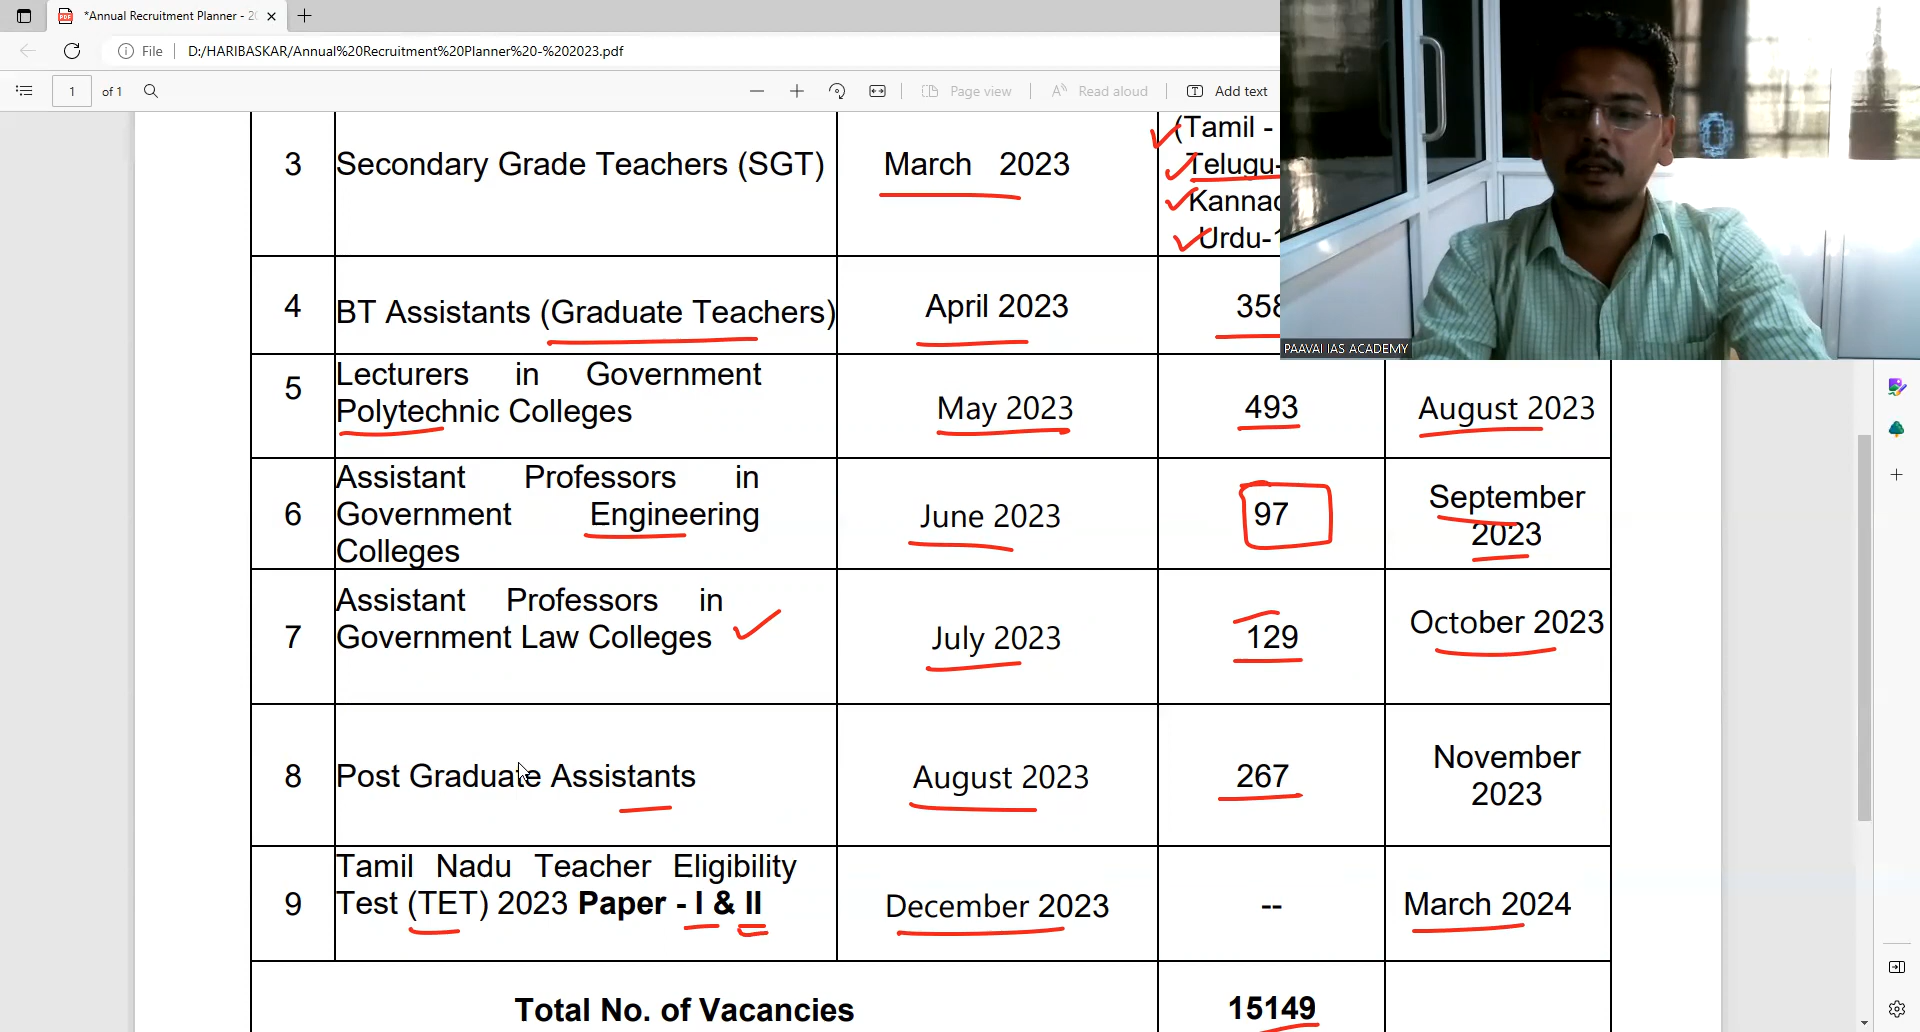 *Annual Recruitment Planner - 20
File
D:/HARIBASKAR/Annual%20Recruitment%20Planner%20-%202023.pdf
1 of 1
Page view
Read aloud
Add text
PAAVAI IAS ACADEMY
3 Secondary Grade Teachers (SGT) March 2023
(Tamil -
Telugu-
Kannad
Urdu-1
4 BT Assistants (Graduate Teachers) April 2023 358
5 Lecturers in Government
Polytechnic Colleges May 2023 493 August 2023
6 Assistant Professors in
Government Engineering
Colleges June 2023 97 September
2023
7 Assistant Professors in
Government Law Colleges July 2023 129 October 2023
8 Post Graduate Assistants August 2023 267 November
2023
9 Tamil Nadu Teacher Eligibility
Test (TET) 2023 Paper - I & II December 2023 -- March 2024
Total No. of Vacancies 15149